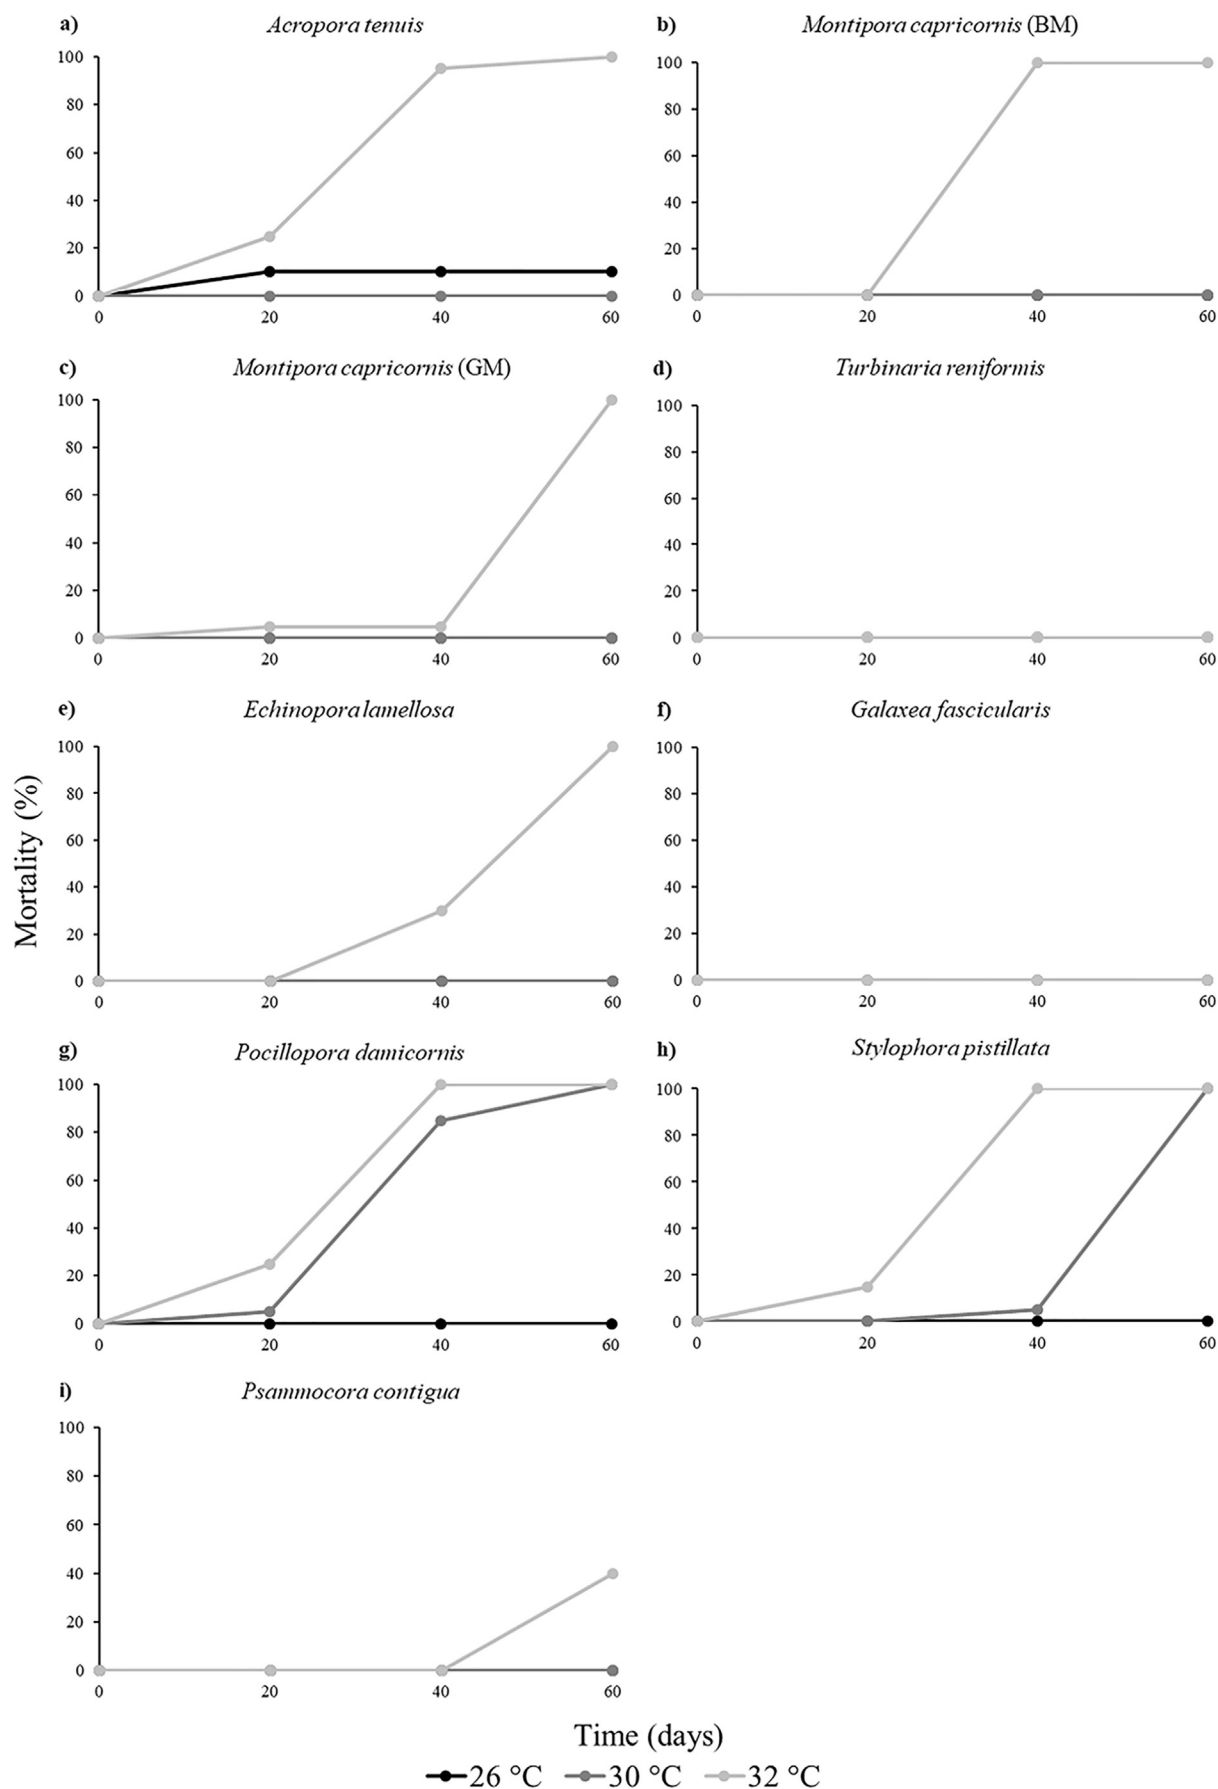 a) Acropora tenuis
100
80
60
40
20
0
0 20 40 60
b) Montipora capricornis (BM)
100
80
60
40
20
0
0 20 40 60
c) Montipora capricornis (GM)
100
80
60
40
20
0
0 20 40 60
d) Turbinaria reniformis
100
80
60
40
20
0
0 20 40 60
e) Echinopora lamellosa
100
80
60
40
20
0
0 20 40 60
f) Galaxea fascicularis
100
80
60
40
20
0
0 20 40 60
Mortality (%)
g) Pocillopora damicornis
100
80
60
40
20
0
0 20 40 60
h) Stylophora pistillata
100
80
60
40
20
0
0 20 40 60
i) Psammocora contigua
100
80
60
40
20
0
0 20 40 60
Time (days)
26 °C 30 °C 32 °C